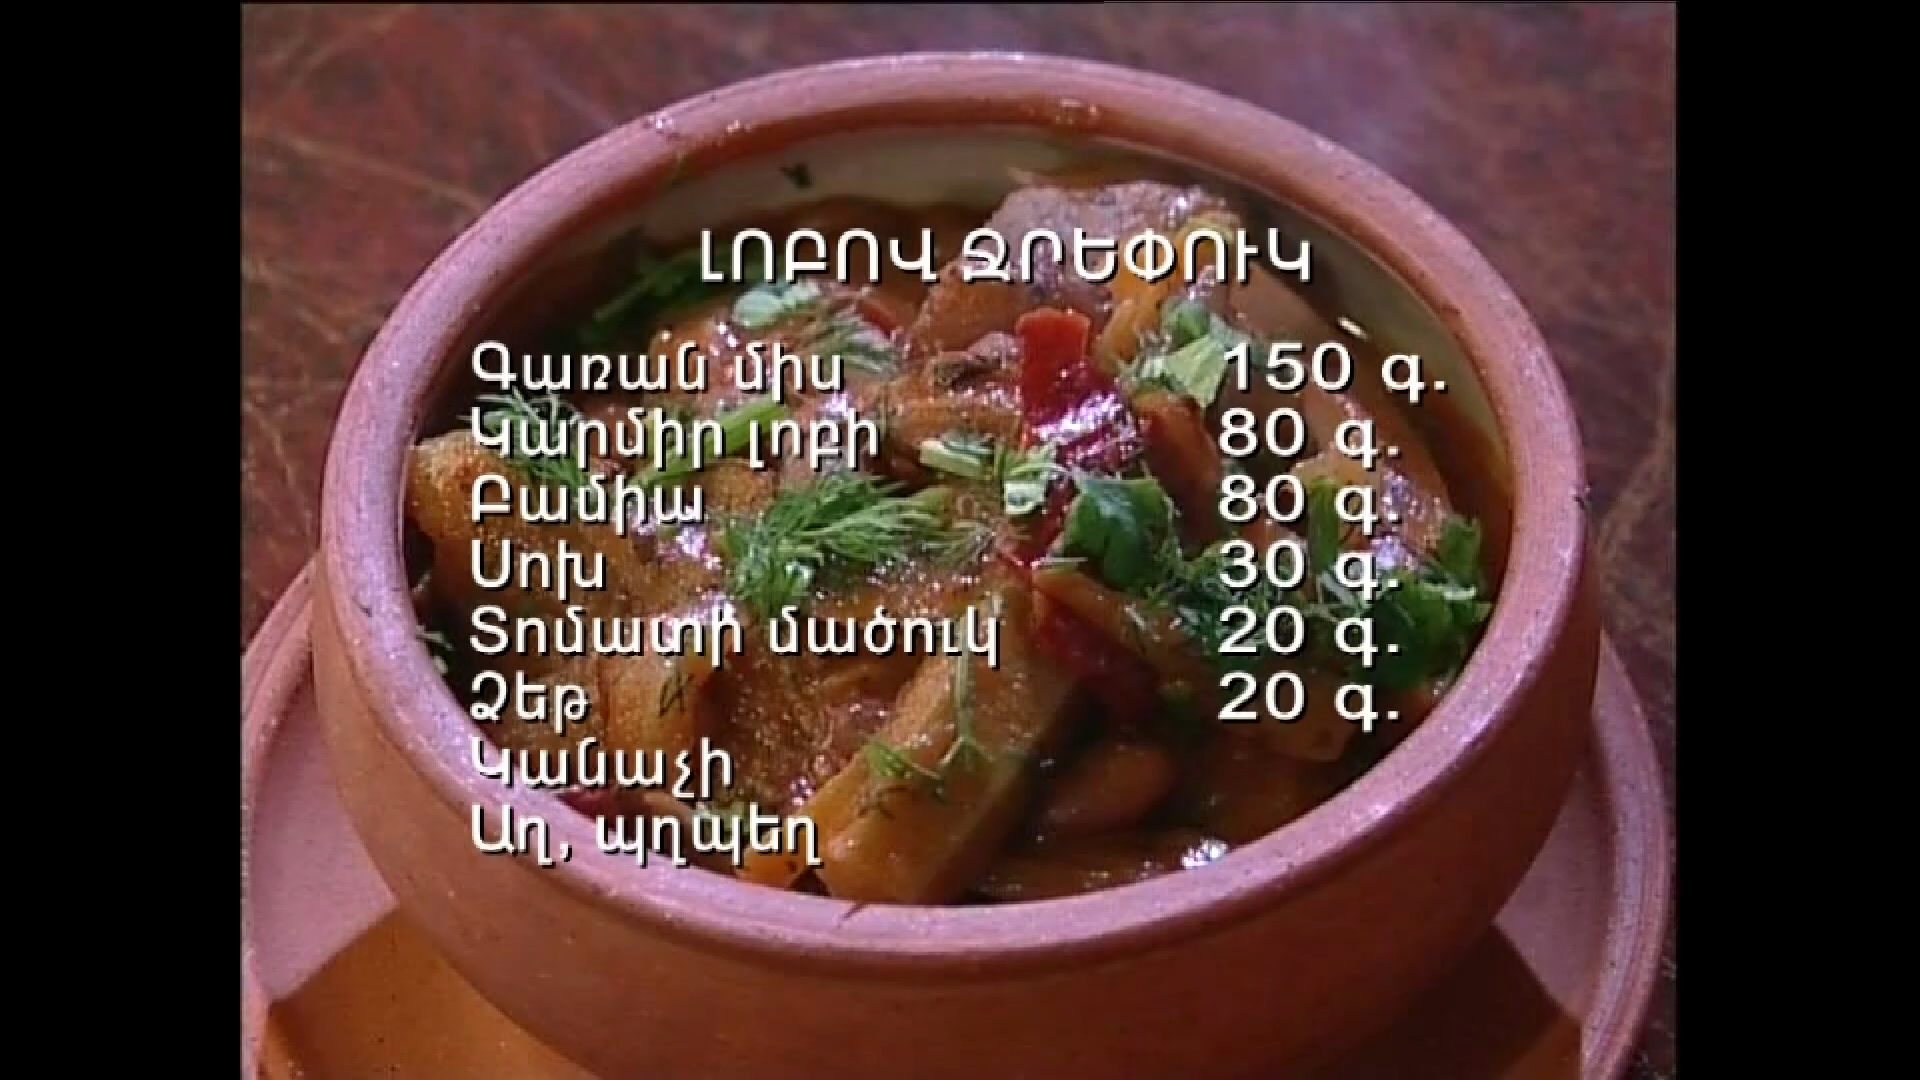 ԼՈԲՈՎ ՋՐԵՓՈՒԿ
Գառան միս 150 գ.
Կարմիր լոբի 80 գ.
Բամիա 80 գ.
Սոխ 30 գ.
Տոմատի մածուկ 20 գ.
Ձեթ 20 գ.
Կանաչի
Աղ, պղպեղ